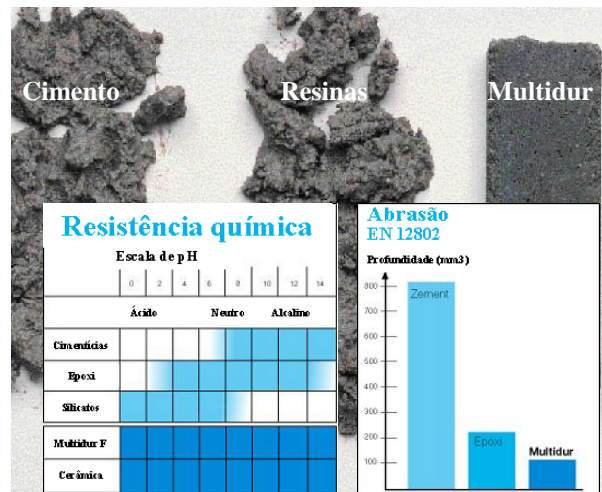 Cimento Resinas Multidur
Resistência química
Escala de pH
0 2 4 6 8 10 12 14
Ácido Neutro Alcalino
Cimentícias
Epoxi
Silicatos
Multidur F
Cerâmica
Abrasão
EN 12802
Profundidade (mm3)
800
700
600
500
400
300
200
100
Zement
Epoxi
Multidur